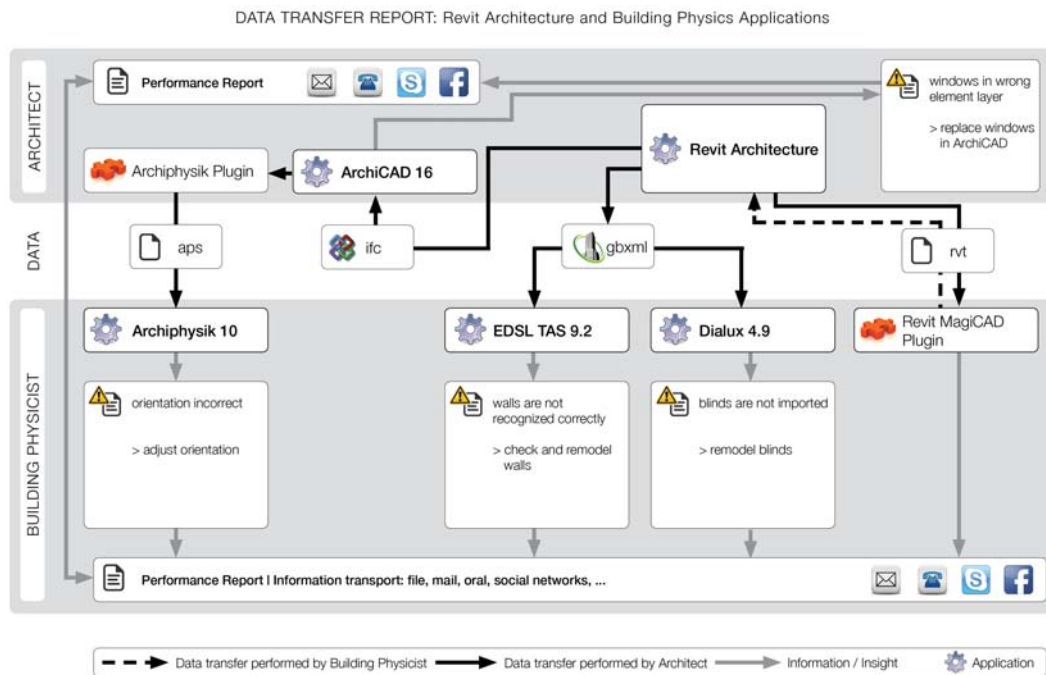 DATA TRANSFER REPORT: Revit Architecture and Building Physics Applications
ARCHITECT
Performance Report
windows in wrong
element layer
> replace windows
in ArchiCAD
Revit Architecture
Archiphysik Plugin
ArchiCAD 16
DATA
aps
ifc
gbxml
rvt
BUILDING PHYSICIST
Archiphysik 10
EDSL TAS 9.2
Dialux 4.9
Revit MagiCAD
Plugin
orientation incorrect
> adjust orientation
walls are not
recognized correctly
> check and remodel
walls
blinds are not imported
> remodel blinds
Performance Report | Information transport: file, mail, oral, social networks, ...
Data transfer performed by Building Physicist
Data transfer performed by Architect
Information / Insight
Application